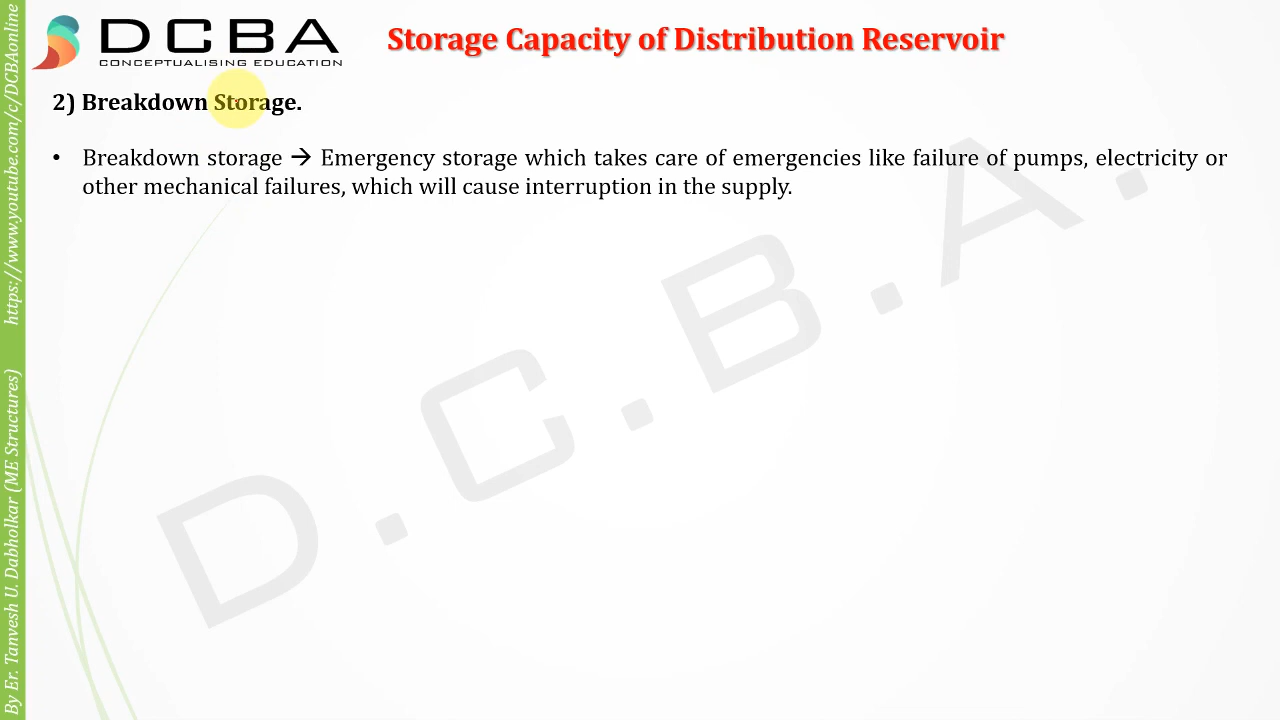 DCBA
CONCEPTUALISING EDUCATION
Storage Capacity of Distribution Reservoir
2) Breakdown Storage.
• Breakdown storage → Emergency storage which takes care of emergencies like failure of pumps, electricity or
other mechanical failures, which will cause interruption in the supply.
D.C.B.A.
By Er. Tanvesh U. Dabholkar (ME Structures) https://www.youtube.com/c/DCBAonline